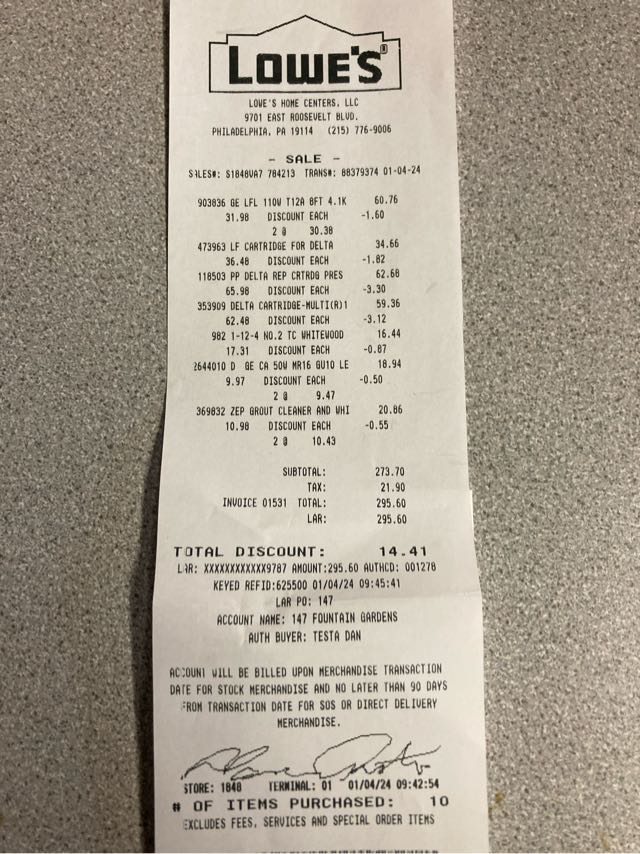 LOWE'S
LOWE'S HOME CENTERS, LLC
9701 EAST ROOSEVELT BLVD.
PHILADELPHIA, PA 19114 (215) 776-9006
- SALE -
SALES#: S1848VA7 784213 TRANS#: 88379374 01-04-24
903836 GE LFL 110W T12A 8FT 4.1K 60.76
31.98 DISCOUNT EACH -1.60
2 @ 30.38
473963 LF CARTRIDGE FOR DELTA 34.66
36.48 DISCOUNT EACH -1.82
118503 PP DELTA REP CRTRDG PRES 62.68
65.98 DISCOUNT EACH -3.30
353909 DELTA CARTRIDGE-MULTI(R)1 59.36
62.48 DISCOUNT EACH -3.12
982 1-12-4 NO.2 TC WHITEWOOD 16.44
17.31 DISCOUNT EACH -0.87
2644010 D GE CA 50W MR16 GU10 LE 18.94
9.97 DISCOUNT EACH -0.50
2 @ 9.47
369832 ZEP GROUT CLEANER AND WHI 20.86
10.98 DISCOUNT EACH -0.55
2 @ 10.43
SUBTOTAL: 273.70
TAX: 21.90
INVOICE 01531 TOTAL: 295.60
LAR: 295.60
TOTAL DISCOUNT: 14.41
LAR: XXXXXXXXXXXX9787 AMOUNT:295.60 AUTHCD: 001278
KEYED REFID:625500 01/04/24 09:45:41
LAR PO: 147
ACCOUNT NAME: 147 FOUNTAIN GARDENS
AUTH BUYER: TESTA DAN
ACCOUNT WILL BE BILLED UPON MERCHANDISE TRANSACTION
DATE FOR STOCK MERCHANDISE AND NO LATER THAN 90 DAYS
FROM TRANSACTION DATE FOR SOS OR DIRECT DELIVERY
MERCHANDISE.
STORE: 1848 TERMINAL: 01 01/04/24 09:42:54
# OF ITEMS PURCHASED: 10
EXCLUDES FEES, SERVICES AND SPECIAL ORDER ITEMS